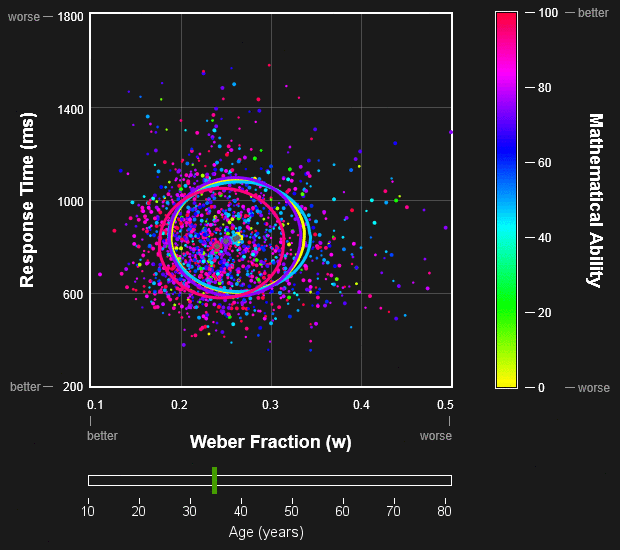 worse
1800
1400
1000
600
better
200
Response Time (ms)
0.1
0.2
0.3
0.4
0.5
better
worse
Weber Fraction (w)
100
better
80
60
40
20
0
worse
Mathematical Ability
10 20 30 40 50 60 70 80
Age (years)